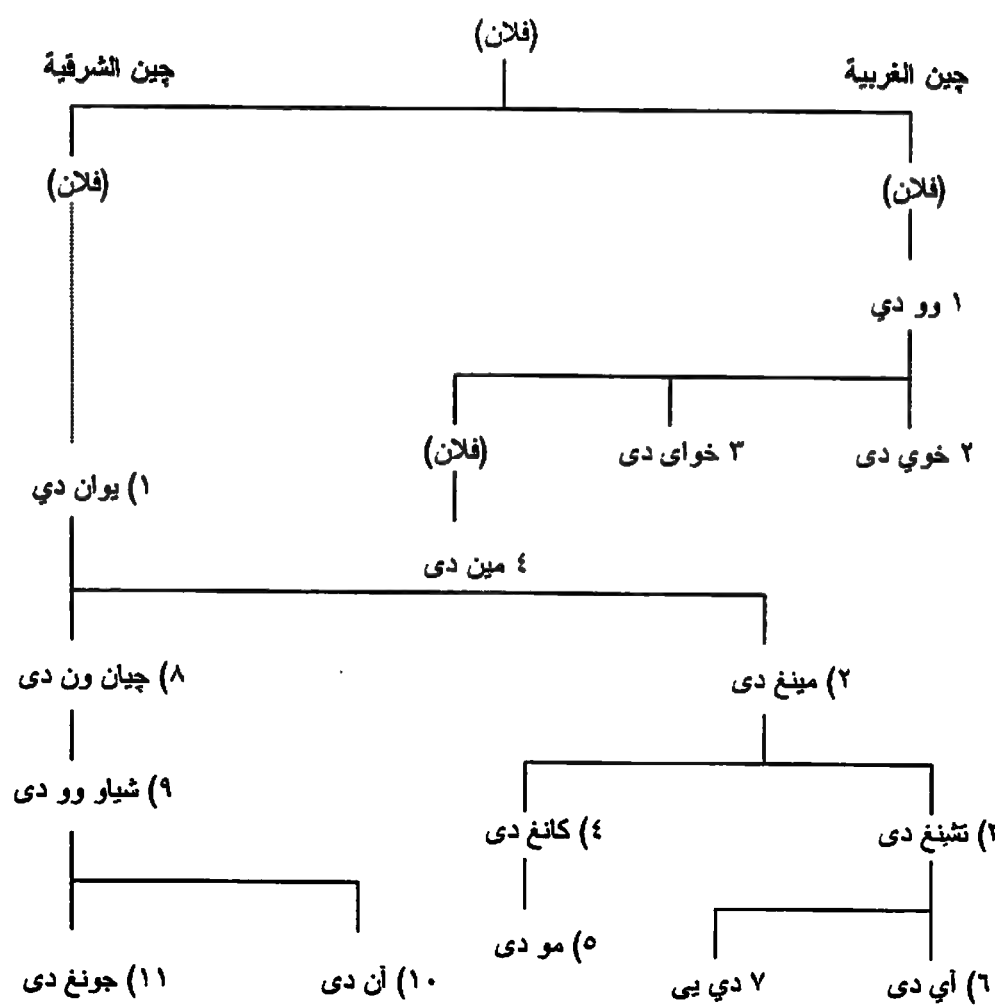 (فلان)
چين الغربية
چين الشرقية
(فلان)
(فلان)
١ وو دي
٢ خوي دى
٣ خواى دى
(فلان)
١) يوان دي
٤ مين دى
٢) مينغ دى
٨) چيان ون دى
٩) شياو وو دى
٣) تشينغ دى
٤) كانغ دى
٥) مو دى
٦) آي دى
٧ دي يى
١٠) آن دى
١١) جونغ دى